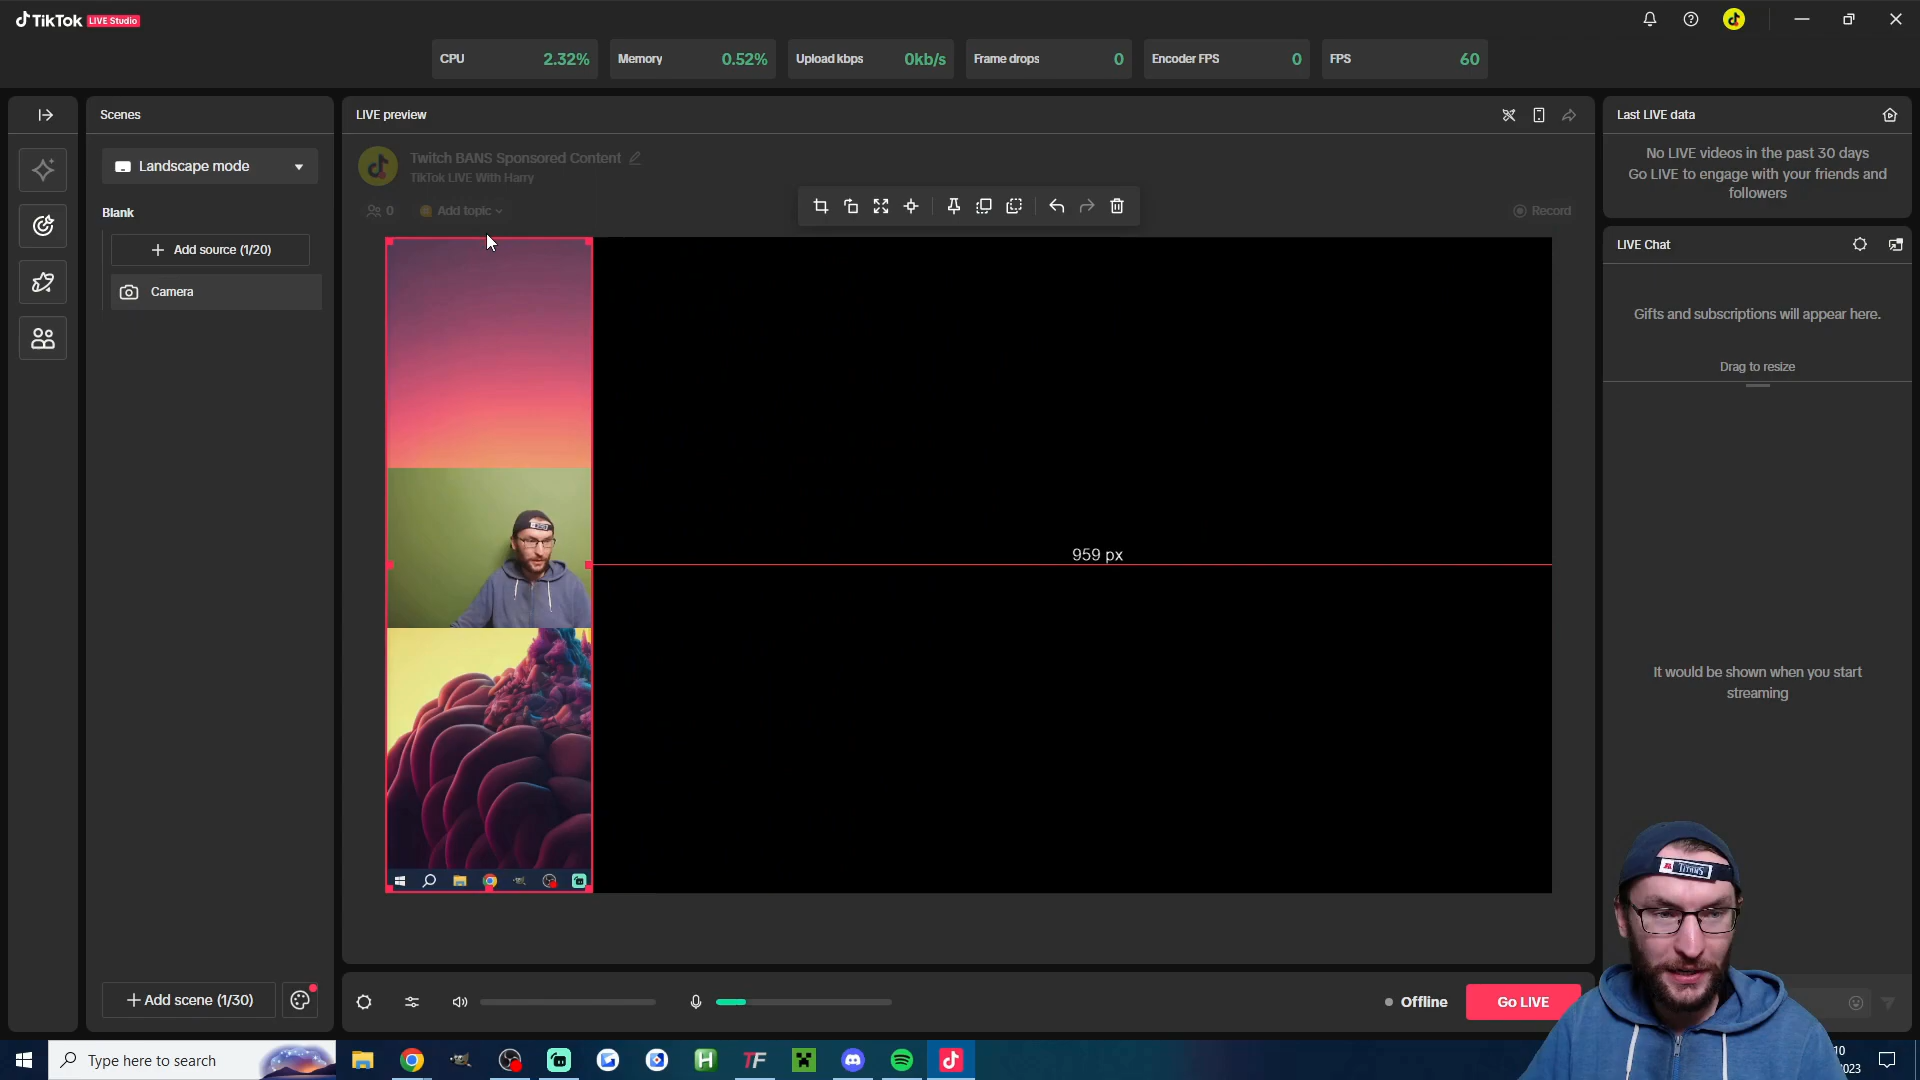 TikTok LIVE Studio
CPU 2.32%
Memory 0.52%
Upload kbps 0kb/s
Frame drops 0
Encoder FPS 0
FPS 60
Scenes
Landscape mode
Blank
Add source (1/20)
Camera
Add scene (1/30)
LIVE preview
Twitch BANS Sponsored Content
TikTok LIVE With Harry
0
Add topic
Record
959 px
TITANS
Offline
Go LIVE
Last LIVE data
No LIVE videos in the past 30 days
Go LIVE to engage with your friends and
followers
LIVE Chat
Gifts and subscriptions will appear here.
Drag to resize
It would be shown when you start
streaming
Type here to search
H
TF